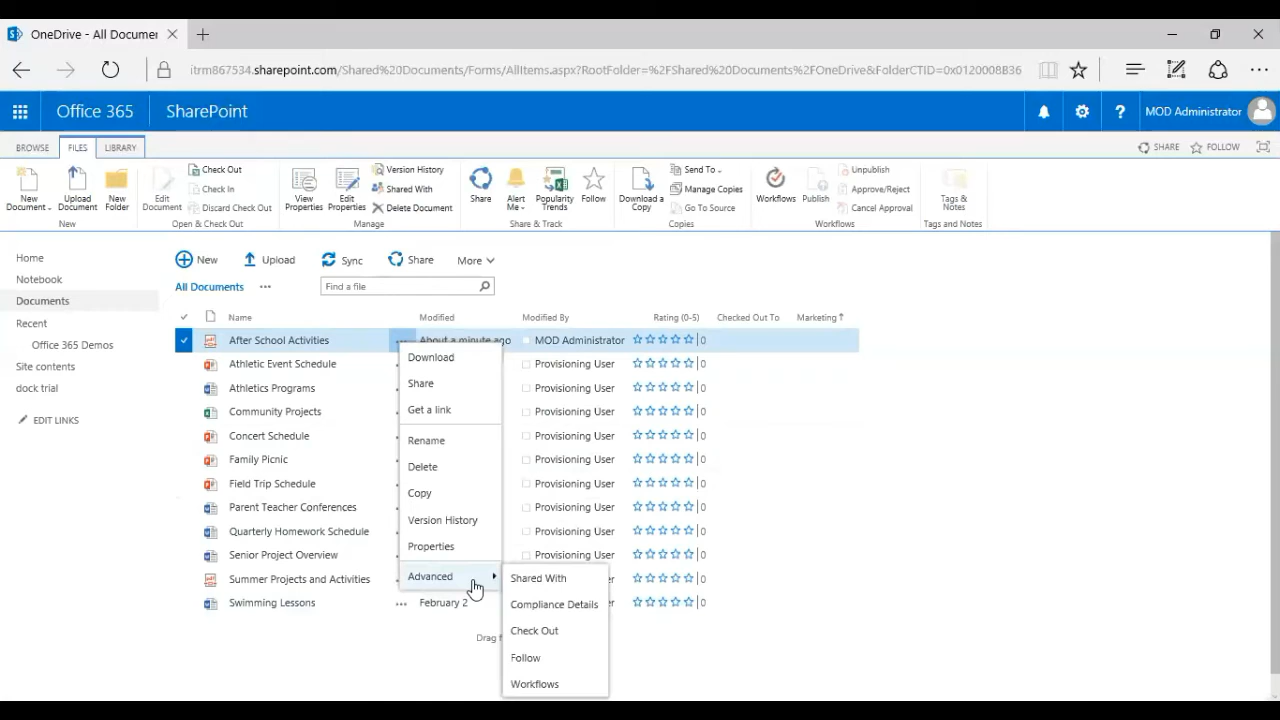 OneDrive - All Documer
itrm867534.sharepoint.com/Shared%20Documents/Forms/AllItems.aspx?RootFolder=%2FShared%20Documents%2FOneDrive&FolderCTID=0x0120008B36
Office 365 SharePoint ? MOD Administrator
BROWSE FILES LIBRARY SHARE FOLLOW
New Document Upload Document New Folder
New
Edit Document Check Out Check In Discard Check Out
Open & Check Out
View Properties Edit Properties Version History Shared With Delete Document
Manage
Share Alert Me Popularity Trends Follow
Share & Track
Download a Copy Send To Manage Copies Go To Source
Copies
Workflows Publish Unpublish Approve/Reject Cancel Approval
Workflows
Tags & Notes
Tags and Notes
Home
Notebook
Documents
Recent
Office 365 Demos
Site contents
dock trial
EDIT LINKS
New Upload Sync Share More
All Documents ... Find a file
Name Modified Modified By Rating (0-5) Checked Out To Marketing
After School Activities ... About a minute ago MOD Administrator 0
Athletic Event Schedule Provisioning User 0
Athletics Programs Provisioning User 0
Community Projects Provisioning User 0
Concert Schedule Provisioning User 0
Family Picnic Provisioning User 0
Field Trip Schedule Provisioning User 0
Parent Teacher Conferences Provisioning User 0
Quarterly Homework Schedule Provisioning User 0
Senior Project Overview Provisioning User 0
Summer Projects and Activities 0
Swimming Lessons ... February 2 0
Drag f
Download
Share
Get a link
Rename
Delete
Copy
Version History
Properties
Advanced
Shared With
Compliance Details
Check Out
Follow
Workflows